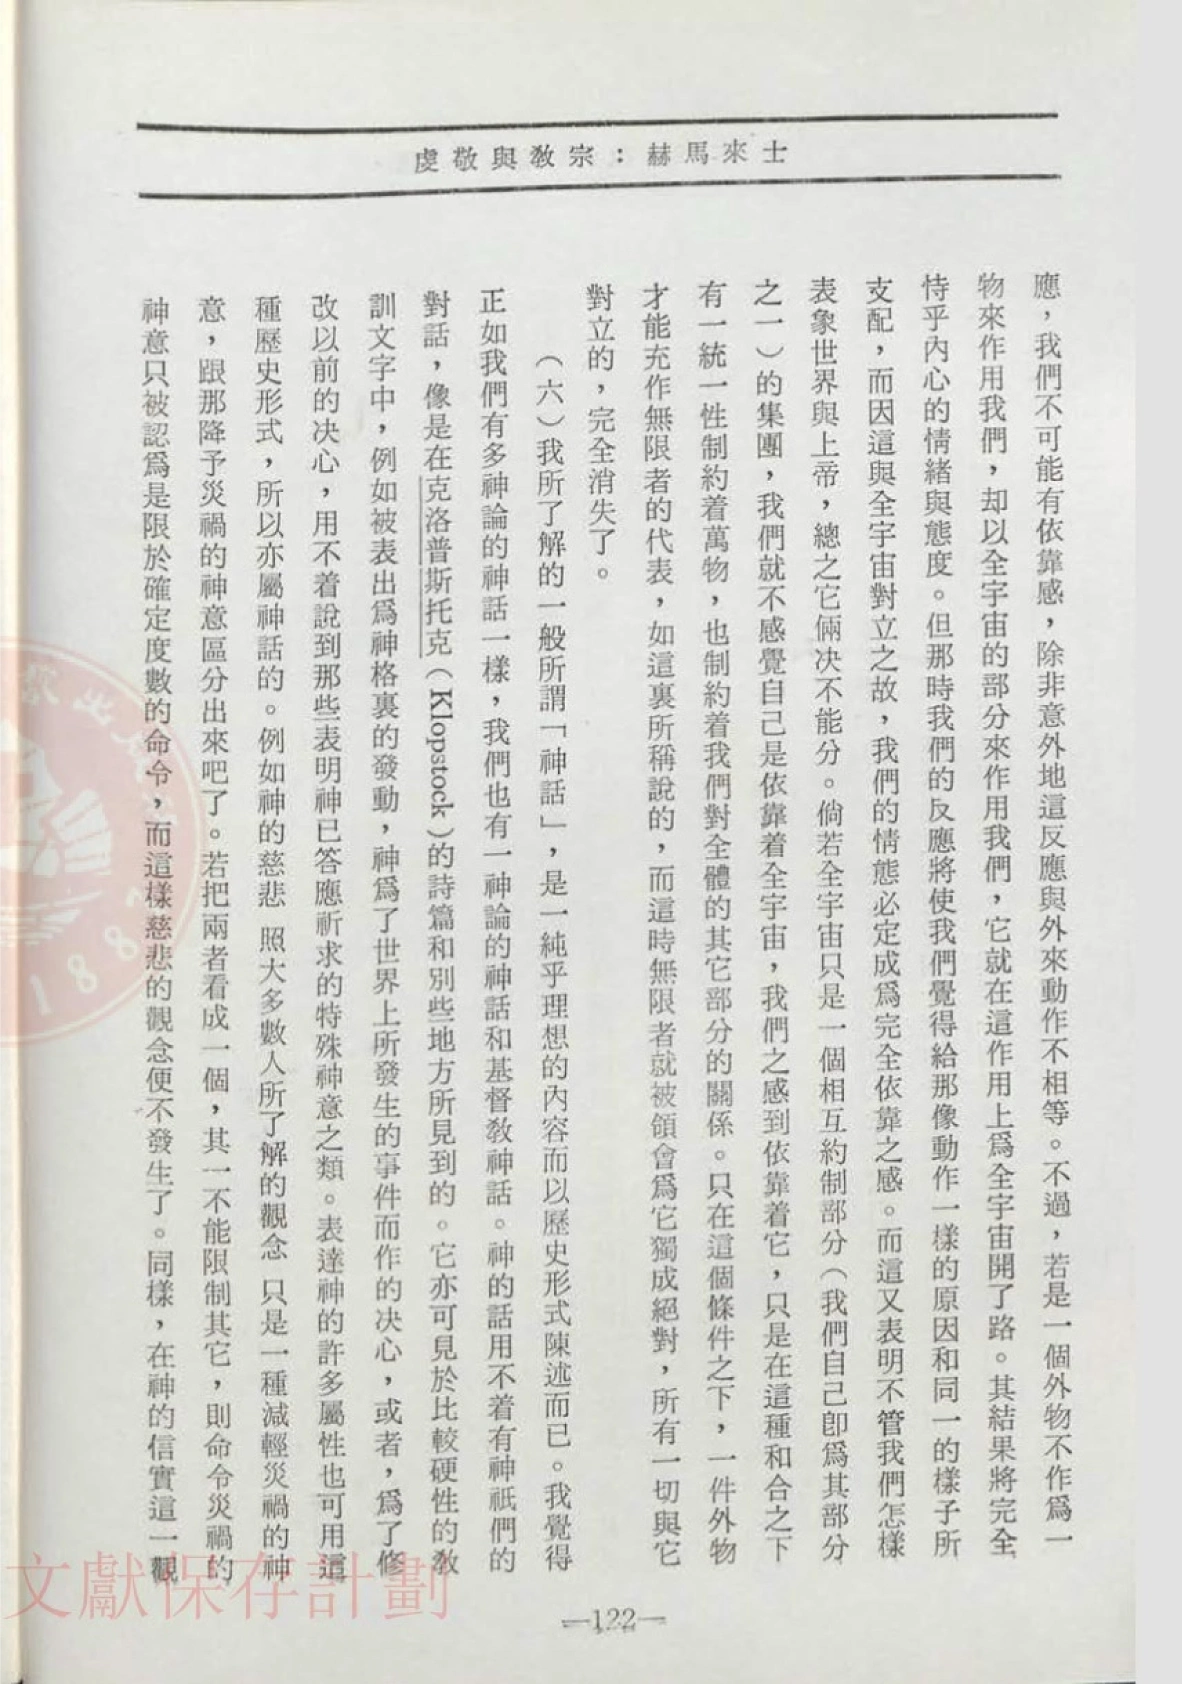 士來馬赫：宗敎與敬虔
應，我們不可能有依靠感，除非意外地這反應與外來動作不相等。不過，若是一個外物不作爲一
物來作用我們，却以全宇宙的部分來作用我們，它就在這作用上爲全宇宙開了路。其結果將完全
恃乎內心的情緒與態度。但那時我們的反應將使我們覺得給那像動作一樣的原因和同一的樣子所
支配，而因這與全宇宙對立之故，我們的情態必定成爲完全依靠之感。而這又表明不管我們怎樣
表象世界與上帝，總之它倆决不能分。倘若全宇宙只是一個相互約制部分（我們自己卽爲其部分
之一）的集團，我們就不感覺自己是依靠着全宇宙，我們之感到依靠着它，只是在這種和合之下
有一統一性制約着萬物，也制約着我們對全體的其它部分的關係。只在這個條件之下，一件外物
才能充作無限者的代表，如這裏所稱說的，而這時無限者就被領會爲它獨成絕對，所有一切與它
對立的，完全消失了。
（六）我所了解的一般所謂「神話」，是一純乎理想的內容而以歷史形式陳述而已。我覺得
正如我們有多神論的神話一樣，我們也有一神論的神話和基督敎神話。神的話用不着有神祇們的
對話，像是在克洛普斯托克（Klopstock）的詩篇和別些地方所見到的。它亦可見於比較硬性的敎
訓文字中，例如被表出爲神格裏的發動，神爲了世界上所發生的事件而作的决心，或者，爲了修
改以前的决心，用不着說到那些表明神已答應祈求的特殊神意之類。表達神的許多屬性也可用這
種歷史形式，所以亦屬神話的。例如神的慈悲 照大多數人所了解的觀念 只是一種減輕災禍的神
意，跟那降予災禍的神意區分出來吧了。若把兩者看成一個，其一不能限制其它，則命令災禍的
神意只被認爲是限於確定度數的命令，而這樣慈悲的觀念便不發生了。同樣，在神的信實這一觀
—122—
文獻保存計劃